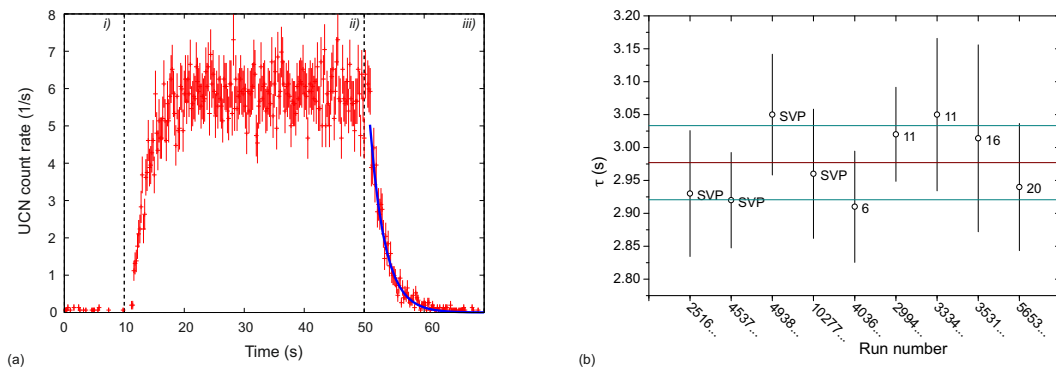 i) ii) iii)
8
7
6
5
4
3
2
1
0
UCN count rate (1/s)
0 10 20 30 40 50 60
Time (s)
(a)
3.20
3.15
3.10
3.05
3.00
2.95
2.90
2.85
2.80
τ (s)
SVP SVP SVP SVP 6 11 11 16 20
2516... 4537... 4938... 10277... 4036... 2994... 3334... 3531... 5653...
Run number
(b)